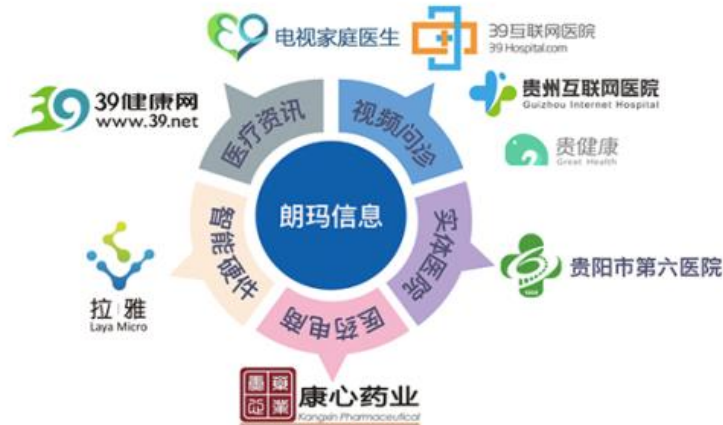 电视家庭医生
39互联网医院
39 Hospital.com
39健康网
www.39.net
贵州互联网医院
Guizhou Internet Hospital
医疗资讯
视频问诊
贵健康
Great Health
朗玛信息
智能硬件
实体医院
贵阳市第六医院
拉雅
Laya Micro
医药电商
康心药业
Kangxin Pharmaceutical